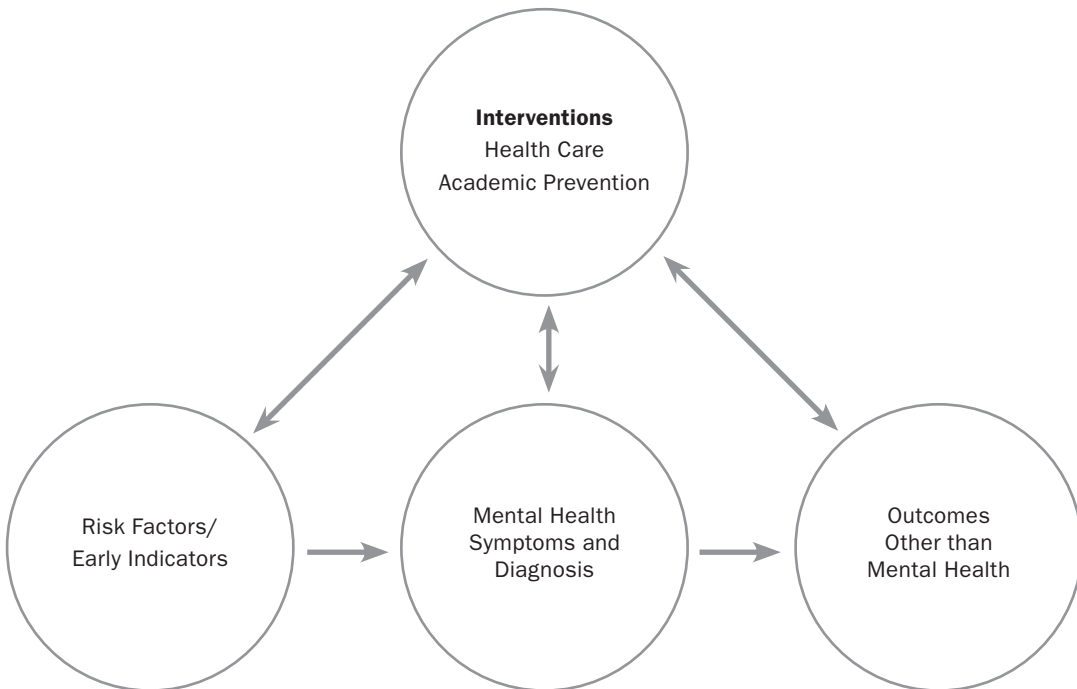 Interventions
Health Care
Academic Prevention
Risk Factors/
Early Indicators
Mental Health
Symptoms and
Diagnosis
Outcomes
Other than
Mental Health